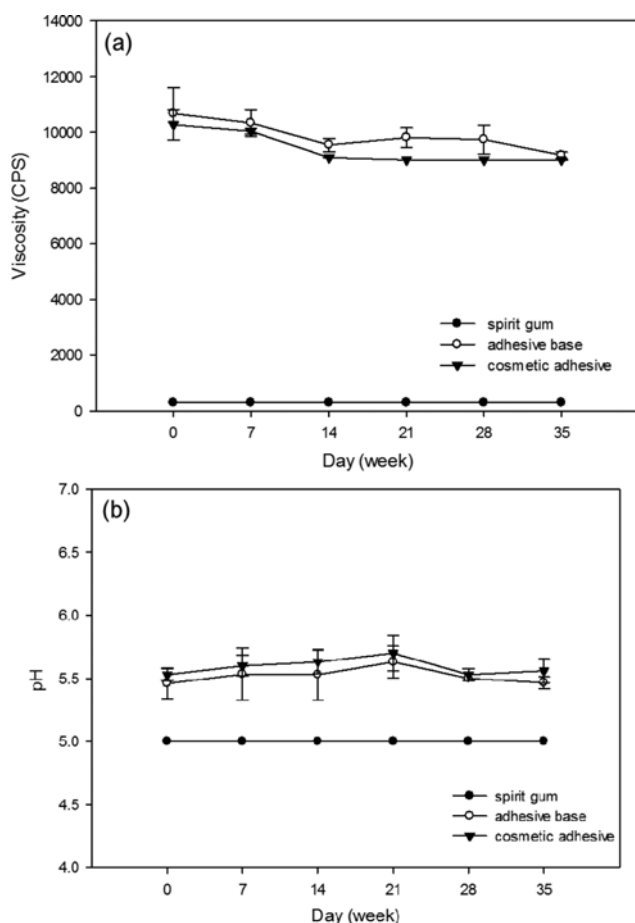 (a)
14000
12000
10000
8000
6000
4000
2000
0
Viscosity (CPS)
spirit gum
adhesive base
cosmetic adhesive
0 7 14 21 28 35
Day (week)
(b)
7.0
6.5
6.0
5.5
5.0
4.5
4.0
pH
spirit gum
adhesive base
cosmetic adhesive
0 7 14 21 28 35
Day (week)